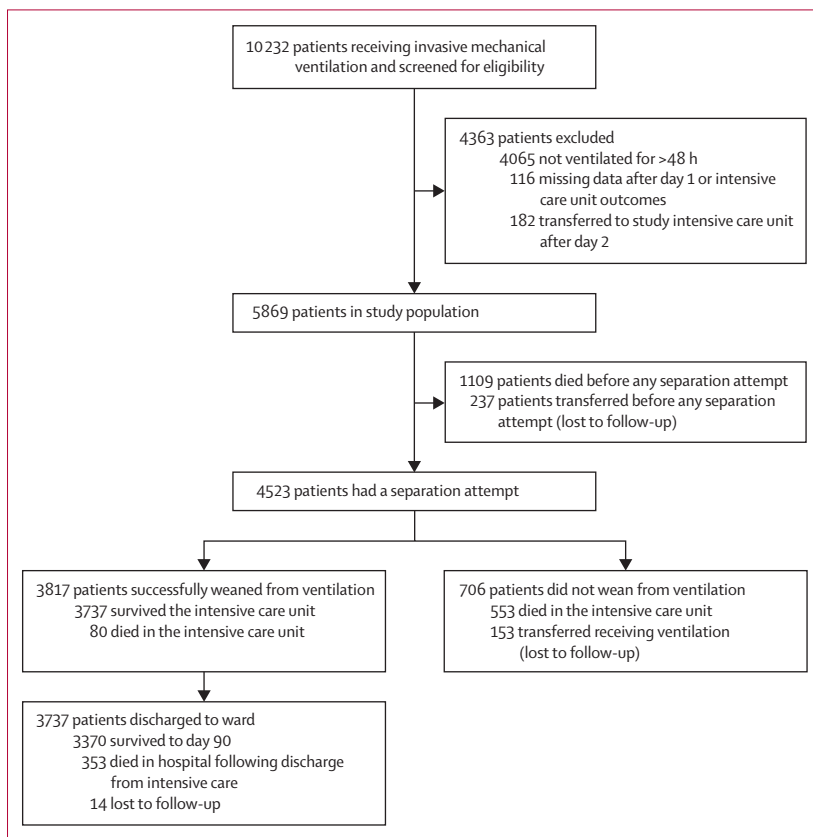 10 232 patients receiving invasive mechanical
ventilation and screened for eligibility
4363 patients excluded
4065 not ventilated for >48 h
116 missing data after day 1 or intensive
care unit outcomes
182 transferred to study intensive care unit
after day 2
5869 patients in study population
1109 patients died before any separation attempt
237 patients transferred before any separation
attempt (lost to follow-up)
4523 patients had a separation attempt
3817 patients successfully weaned from ventilation
3737 survived the intensive care unit
80 died in the intensive care unit
706 patients did not wean from ventilation
553 died in the intensive care unit
153 transferred receiving ventilation
(lost to follow-up)
3737 patients discharged to ward
3370 survived to day 90
353 died in hospital following discharge
from intensive care
14 lost to follow-up